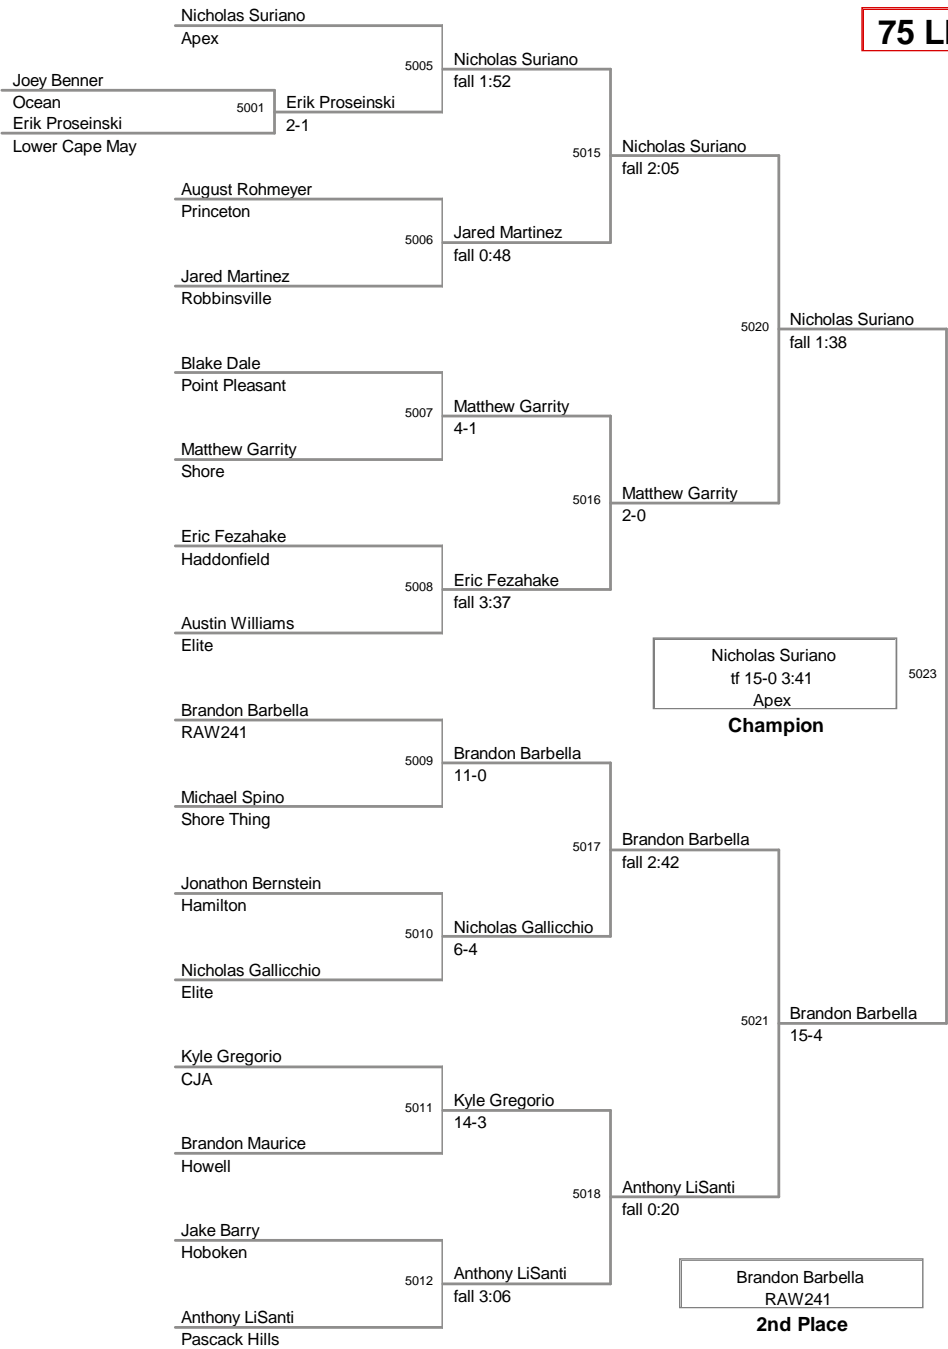 Nicholas Suriano
Apex
75 L
5005
Nicholas Suriano
fall 1:52
Joey Benner
Ocean
5001
Erik Proseinski
2-1
Erik Proseinski
Lower Cape May
5015
Nicholas Suriano
fall 2:05
August Rohmeyer
Princeton
5006
Jared Martinez
fall 0:48
Jared Martinez
Robbinsville
5020
Nicholas Suriano
fall 1:38
Blake Dale
Point Pleasant
5007
Matthew Garrity
4-1
Matthew Garrity
Shore
5016
Matthew Garrity
2-0
Eric Fezahake
Haddonfield
5008
Eric Fezahake
fall 3:37
Austin Williams
Elite
Nicholas Suriano
tf 15-0 3:41
Apex
5023
Champion
Brandon Barbella
RAW241
5009
Brandon Barbella
11-0
Michael Spino
Shore Thing
5017
Brandon Barbella
fall 2:42
Jonathon Bernstein
Hamilton
5010
Nicholas Gallicchio
6-4
Nicholas Gallicchio
Elite
5021
Brandon Barbella
15-4
Kyle Gregorio
CJA
5011
Kyle Gregorio
14-3
Brandon Maurice
Howell
5018
Anthony LiSanti
fall 0:20
Jake Barry
Hoboken
5012
Anthony LiSanti
fall 3:06
Anthony LiSanti
Pascack Hills
Brandon Barbella
RAW241
2nd Place